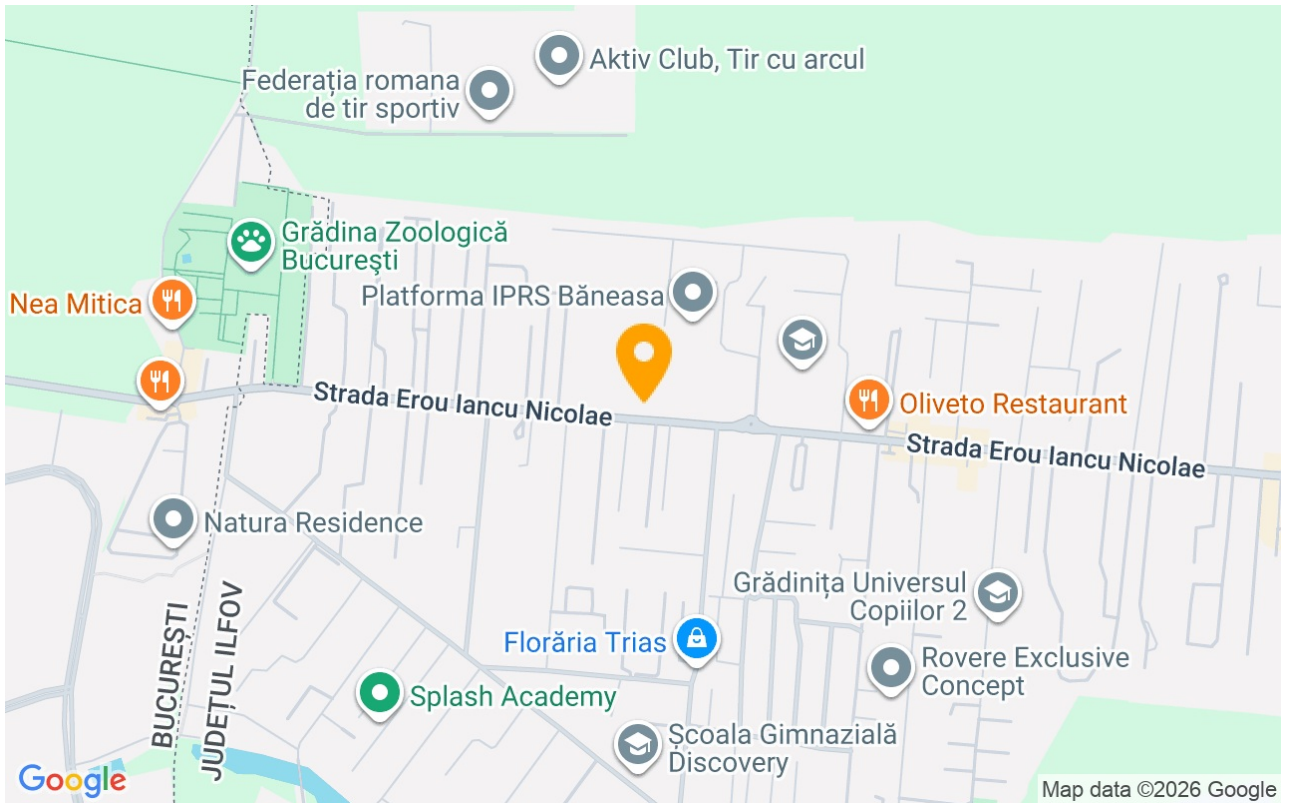 Aktiv Club, Tir cu arcul
Federația romana
de tir sportiv
Grădina Zoologică
București
Nea Mitica
Platforma IPRS Băneasa
Strada Erou Iancu Nicolae
Oliveto Restaurant
Strada Erou Iancu Nicolae
Natura Residence
Grădinița Universul
Copiilor 2
BUCUREȘTI
JUDEȚUL ILFOV
Florăria Trias
Rovere Exclusive
Concept
Splash Academy
Școala Gimnazială
Discovery
Google
Map data ©2026 Google